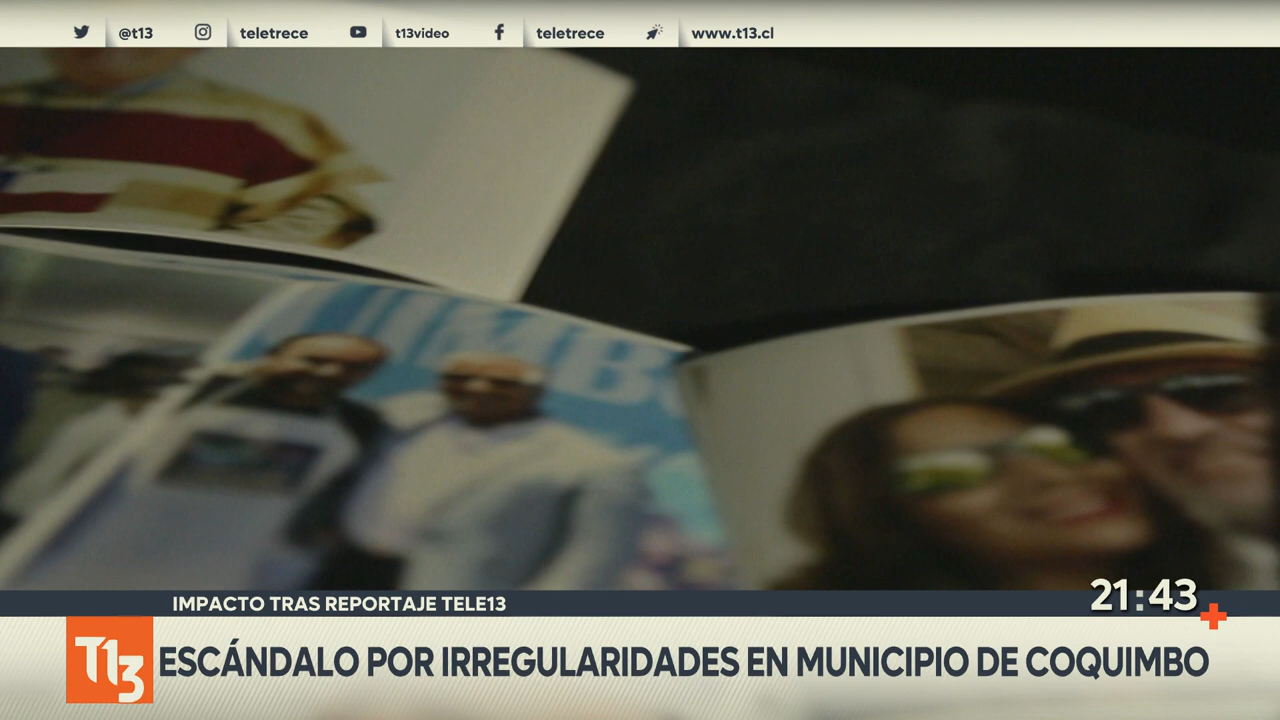 @t13 teletrece t13video teletrece www.t13.cl
IMPACTO TRAS REPORTAJE TELE13
21:43
T13
ESCÁNDALO POR IRREGULARIDADES EN MUNICIPIO DE COQUIMBO